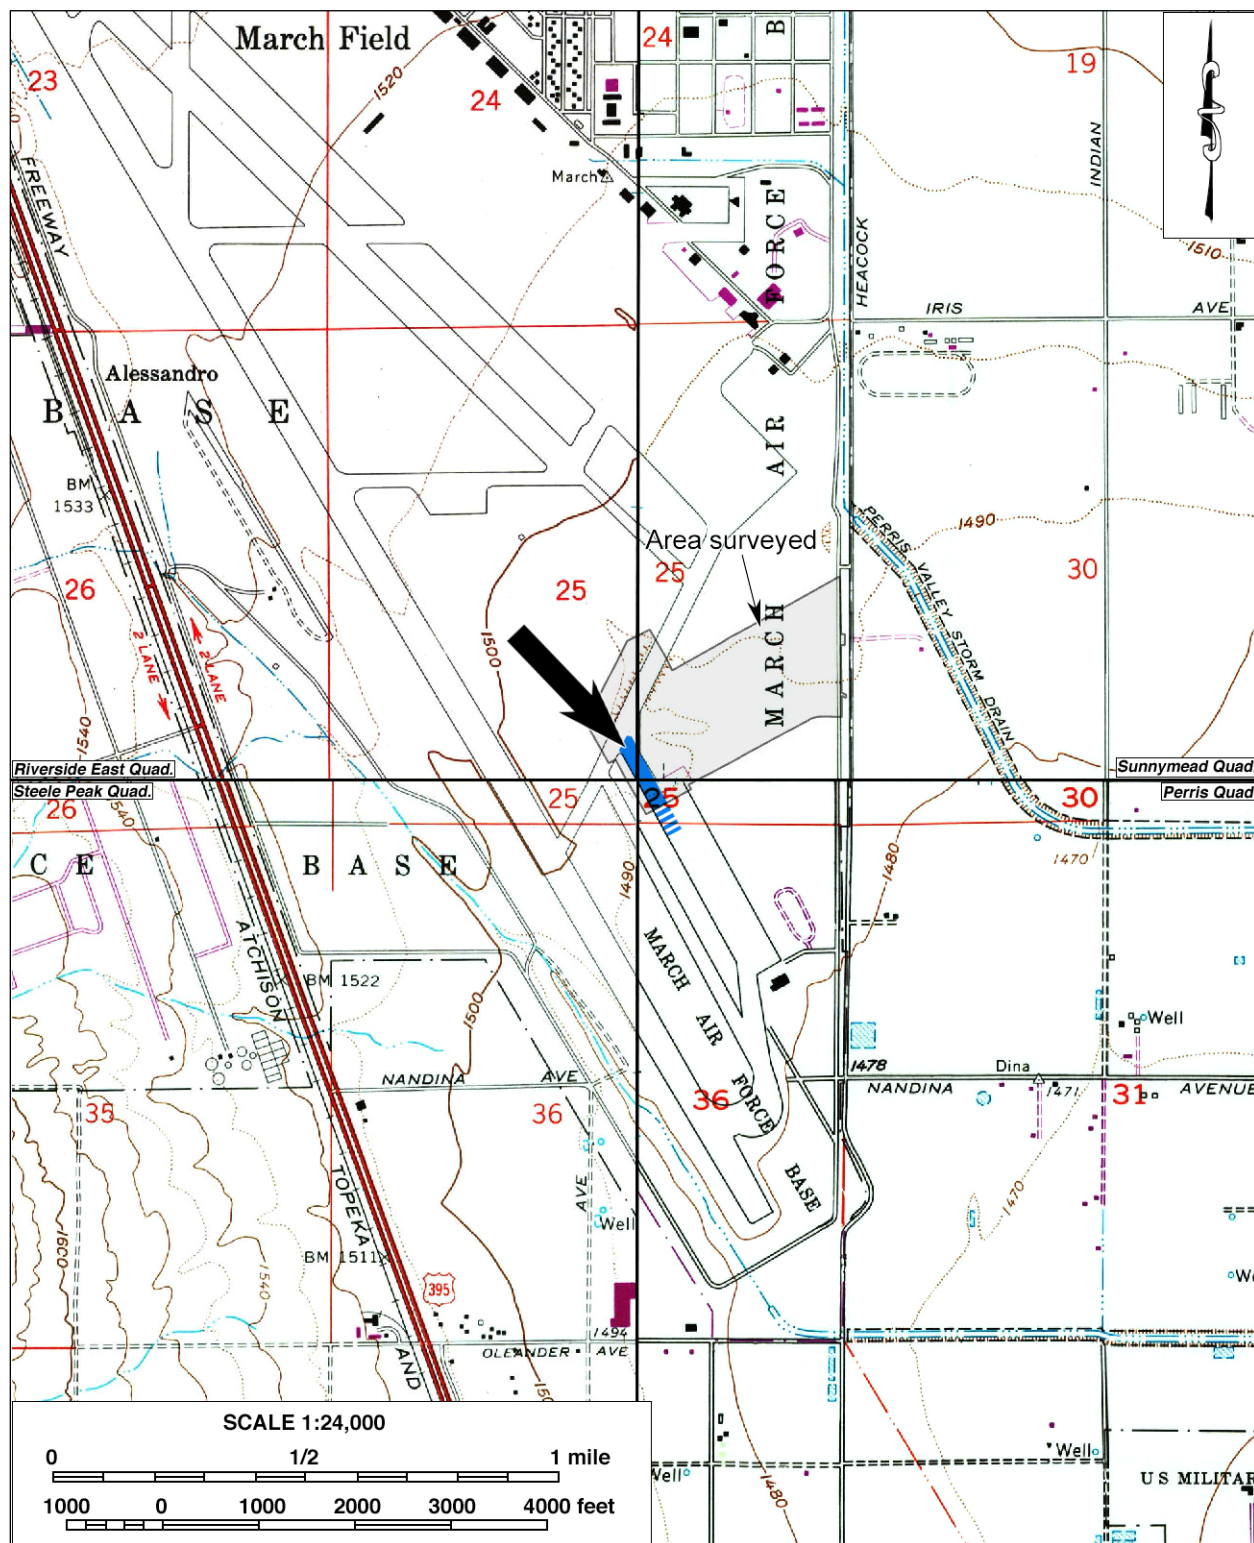 March Field
24
B
23
1520
24
19
INDIAN
FREEWAY
March
FORCE
HEACOCK
1510
IRIS
AVE
Alessandro
B A S E
AIR
BM
1533
PERRIS VALLEY STORM DRAIN
1490
Area surveyed
25
26
25
30
MARCH
1500
2 LANE
2 LANE
1540
Riverside East Quad.
Sunnymead Quad.
Steele Peak Quad.
Perris Quad.
26
25
25
30
1540
1480
1470
C E
B A S E
1490
ATCHISON
MARCH
AIR
FORCE
BASE
BM 1522
1500
Well
1478
Dina
NANDINA
AVE
NANDINA
1471
AVENUE
35
36
36
31
TOPEKA
AVE
1470
1600
1540
Well
BM 1511
395
1494
OLEANDER
AVE
AND
SCALE 1:24,000
0
1/2
1 mile
1000
0
1000
2000
3000
4000 feet
Well
1480
Well
U S MILITAR